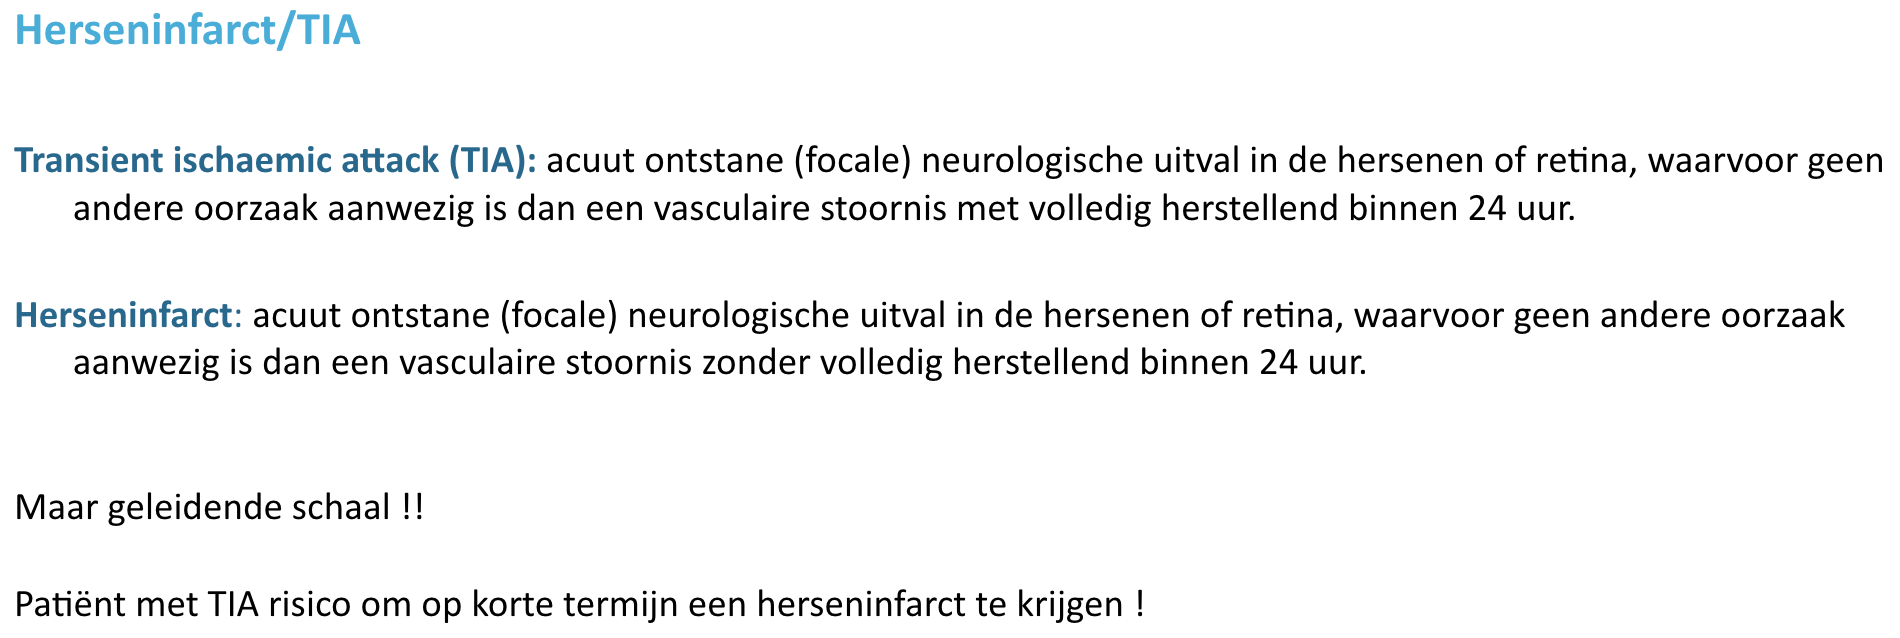 Herseninfarct/TIA
Transient ischaemic attack (TIA): acuut ontstane (focale) neurologische uitval in de hersenen of retina, waarvoor geen
andere oorzaak aanwezig is dan een vasculaire stoornis met volledig herstellend binnen 24 uur.
Herseninfarct: acuut ontstane (focale) neurologische uitval in de hersenen of retina, waarvoor geen andere oorzaak
aanwezig is dan een vasculaire stoornis zonder volledig herstellend binnen 24 uur.
Maar geleidende schaal !!
Patiënt met TIA risico om op korte termijn een herseninfarct te krijgen !